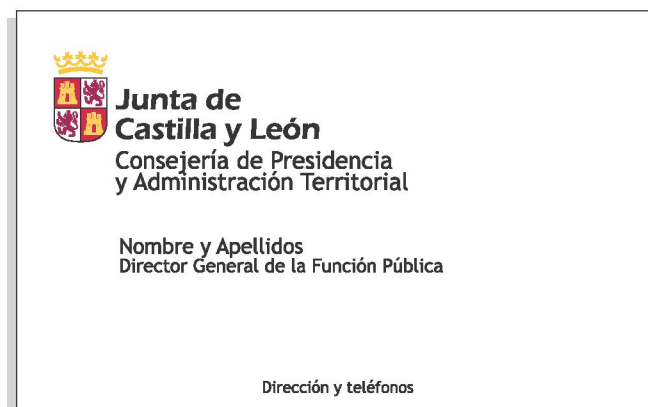 Junta de
Castilla y León
Consejería de Presidencia
y Administración Territorial
Nombre y Apellidos
Director General de la Función Pública
Dirección y teléfonos